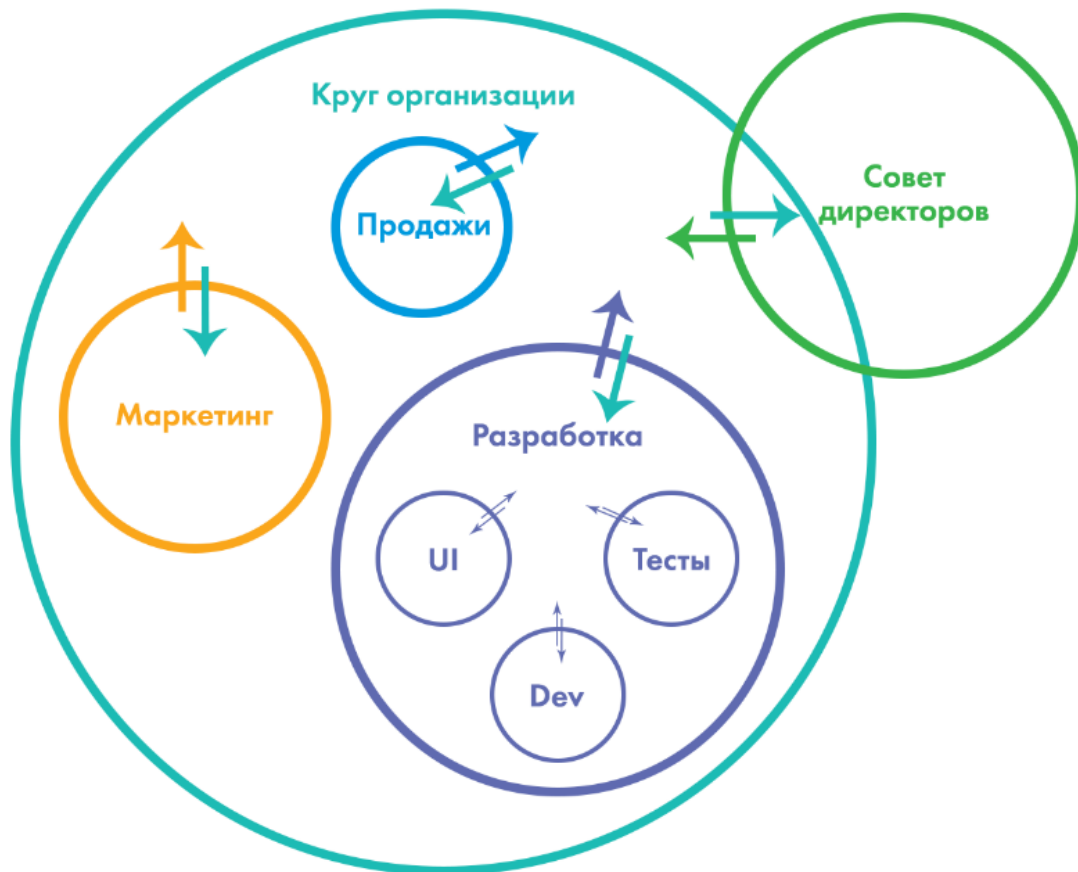 Круг организации
Продажи
Совет
директоров
Маркетинг
Разработка
UI
Тесты
Dev